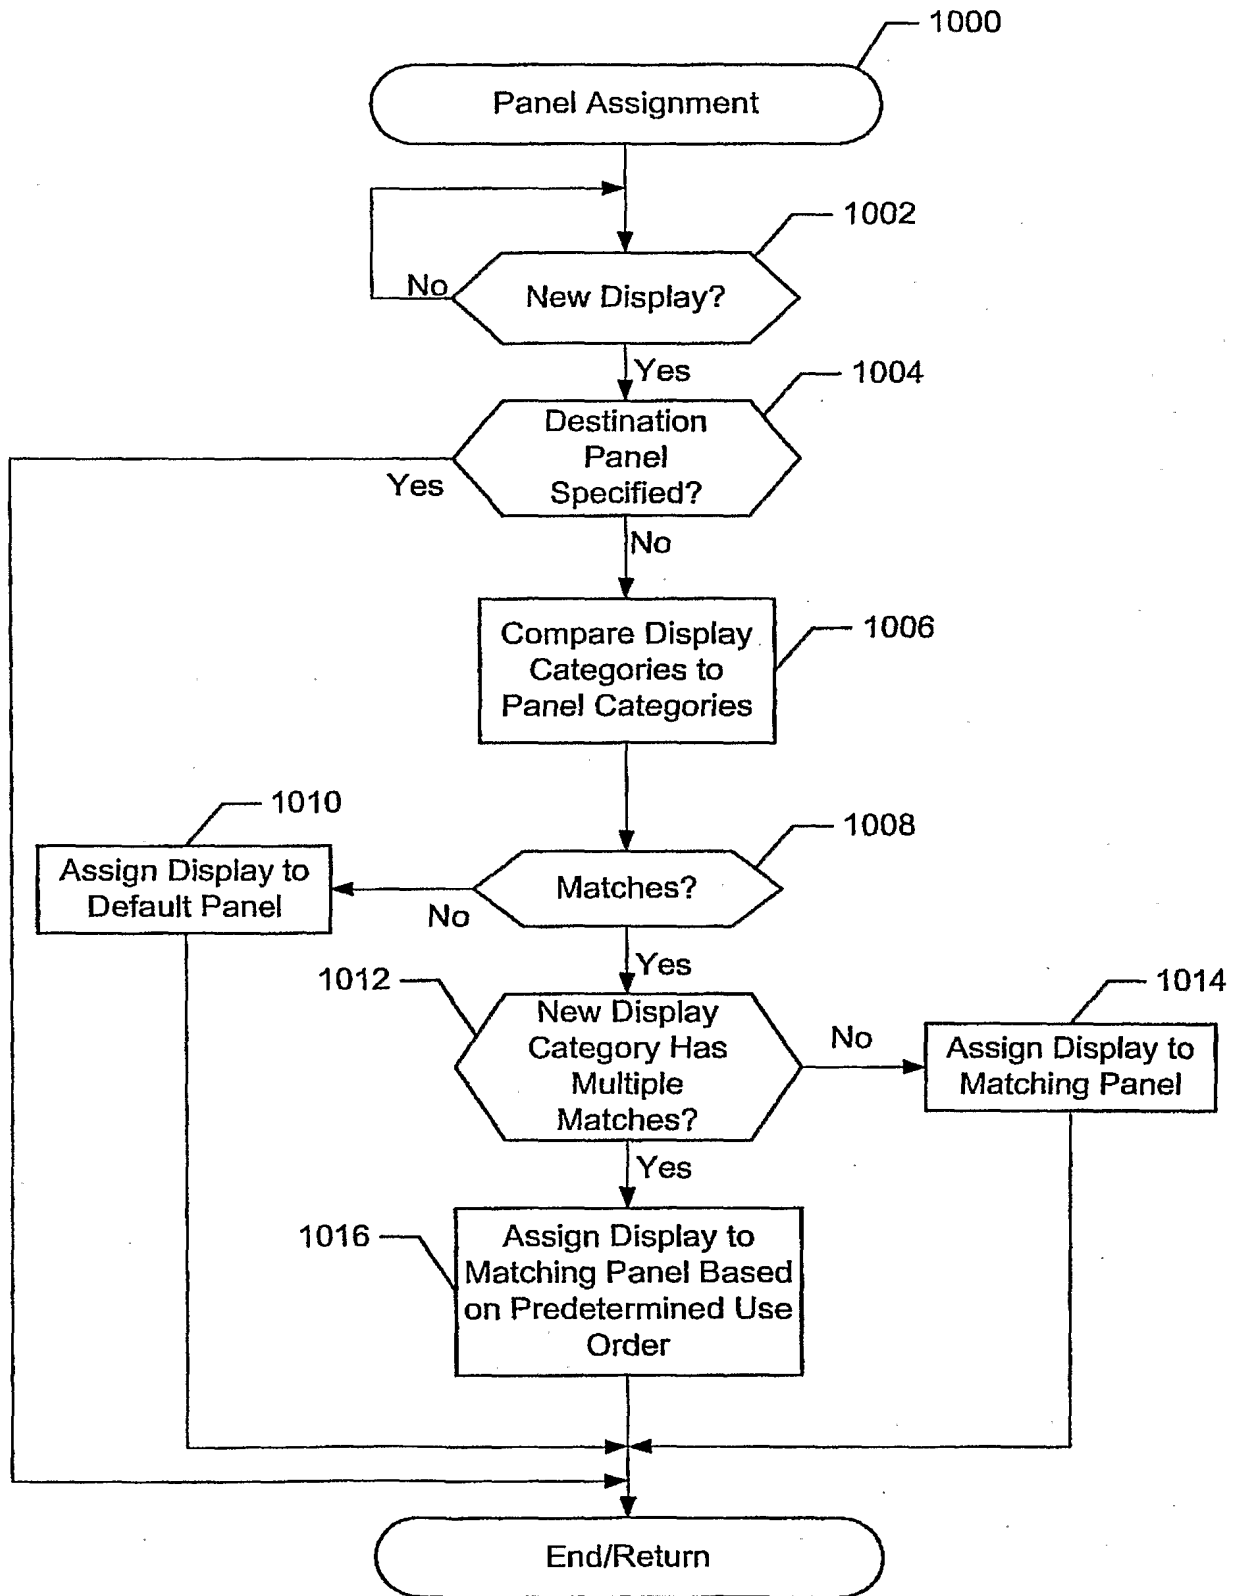 1000
Panel Assignment
1002
No
New Display?
Yes
1004
Destination
Panel
Specified?
Yes
No
Compare Display
Categories to
Panel Categories
1006
1010
Assign Display to
Default Panel
1008
Matches?
No
Yes
1012
New Display
Category Has
Multiple
Matches?
No
1014
Assign Display to
Matching Panel
Yes
1016
Assign Display to
Matching Panel Based
on Predetermined Use
Order
End/Return